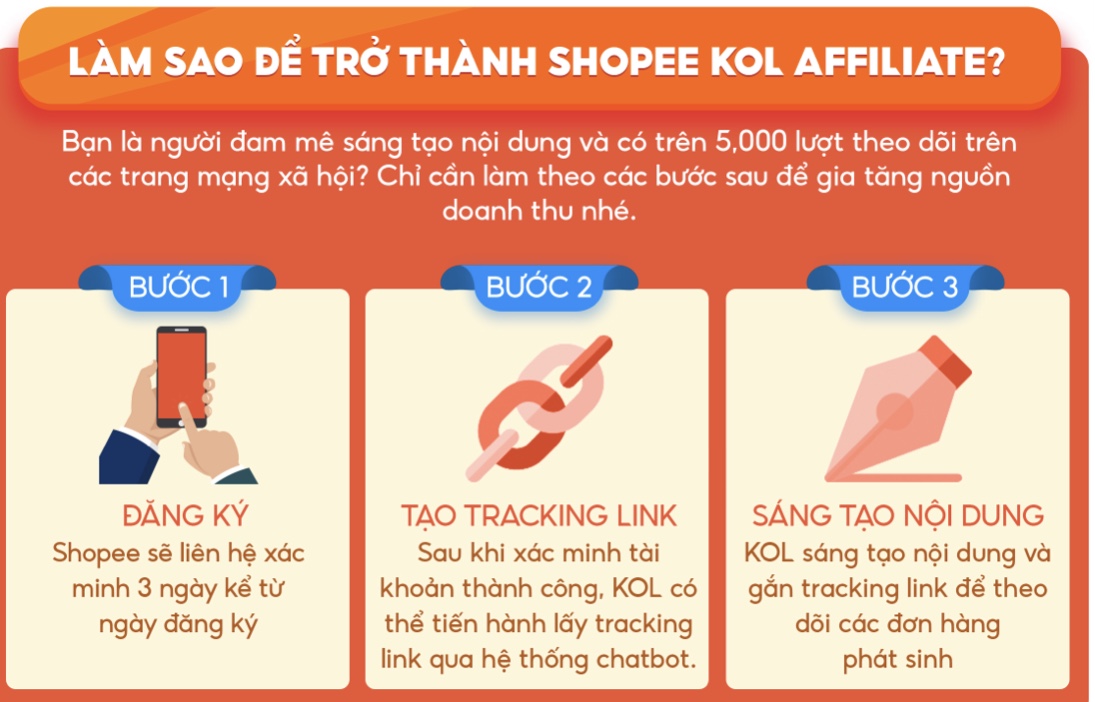 LÀM SAO ĐỂ TRỞ THÀNH SHOPEE KOL AFFILIATE?
Bạn là người đam mê sáng tạo nội dung và có trên 5,000 lượt theo dõi trên
các trang mạng xã hội? Chỉ cần làm theo các bước sau để gia tăng nguồn
doanh thu nhé.
BƯỚC 1
ĐĂNG KÝ
Shopee sẽ liên hệ xác
minh 3 ngày kể từ
ngày đăng ký
BƯỚC 2
TẠO TRACKING LINK
Sau khi xác minh tài
khoản thành công, KOL có
thể tiến hành lấy tracking
link qua hệ thống chatbot.
BƯỚC 3
SÁNG TẠO NỘI DUNG
KOL sáng tạo nội dung và
gắn tracking link để theo
dõi các đơn hàng
phát sinh